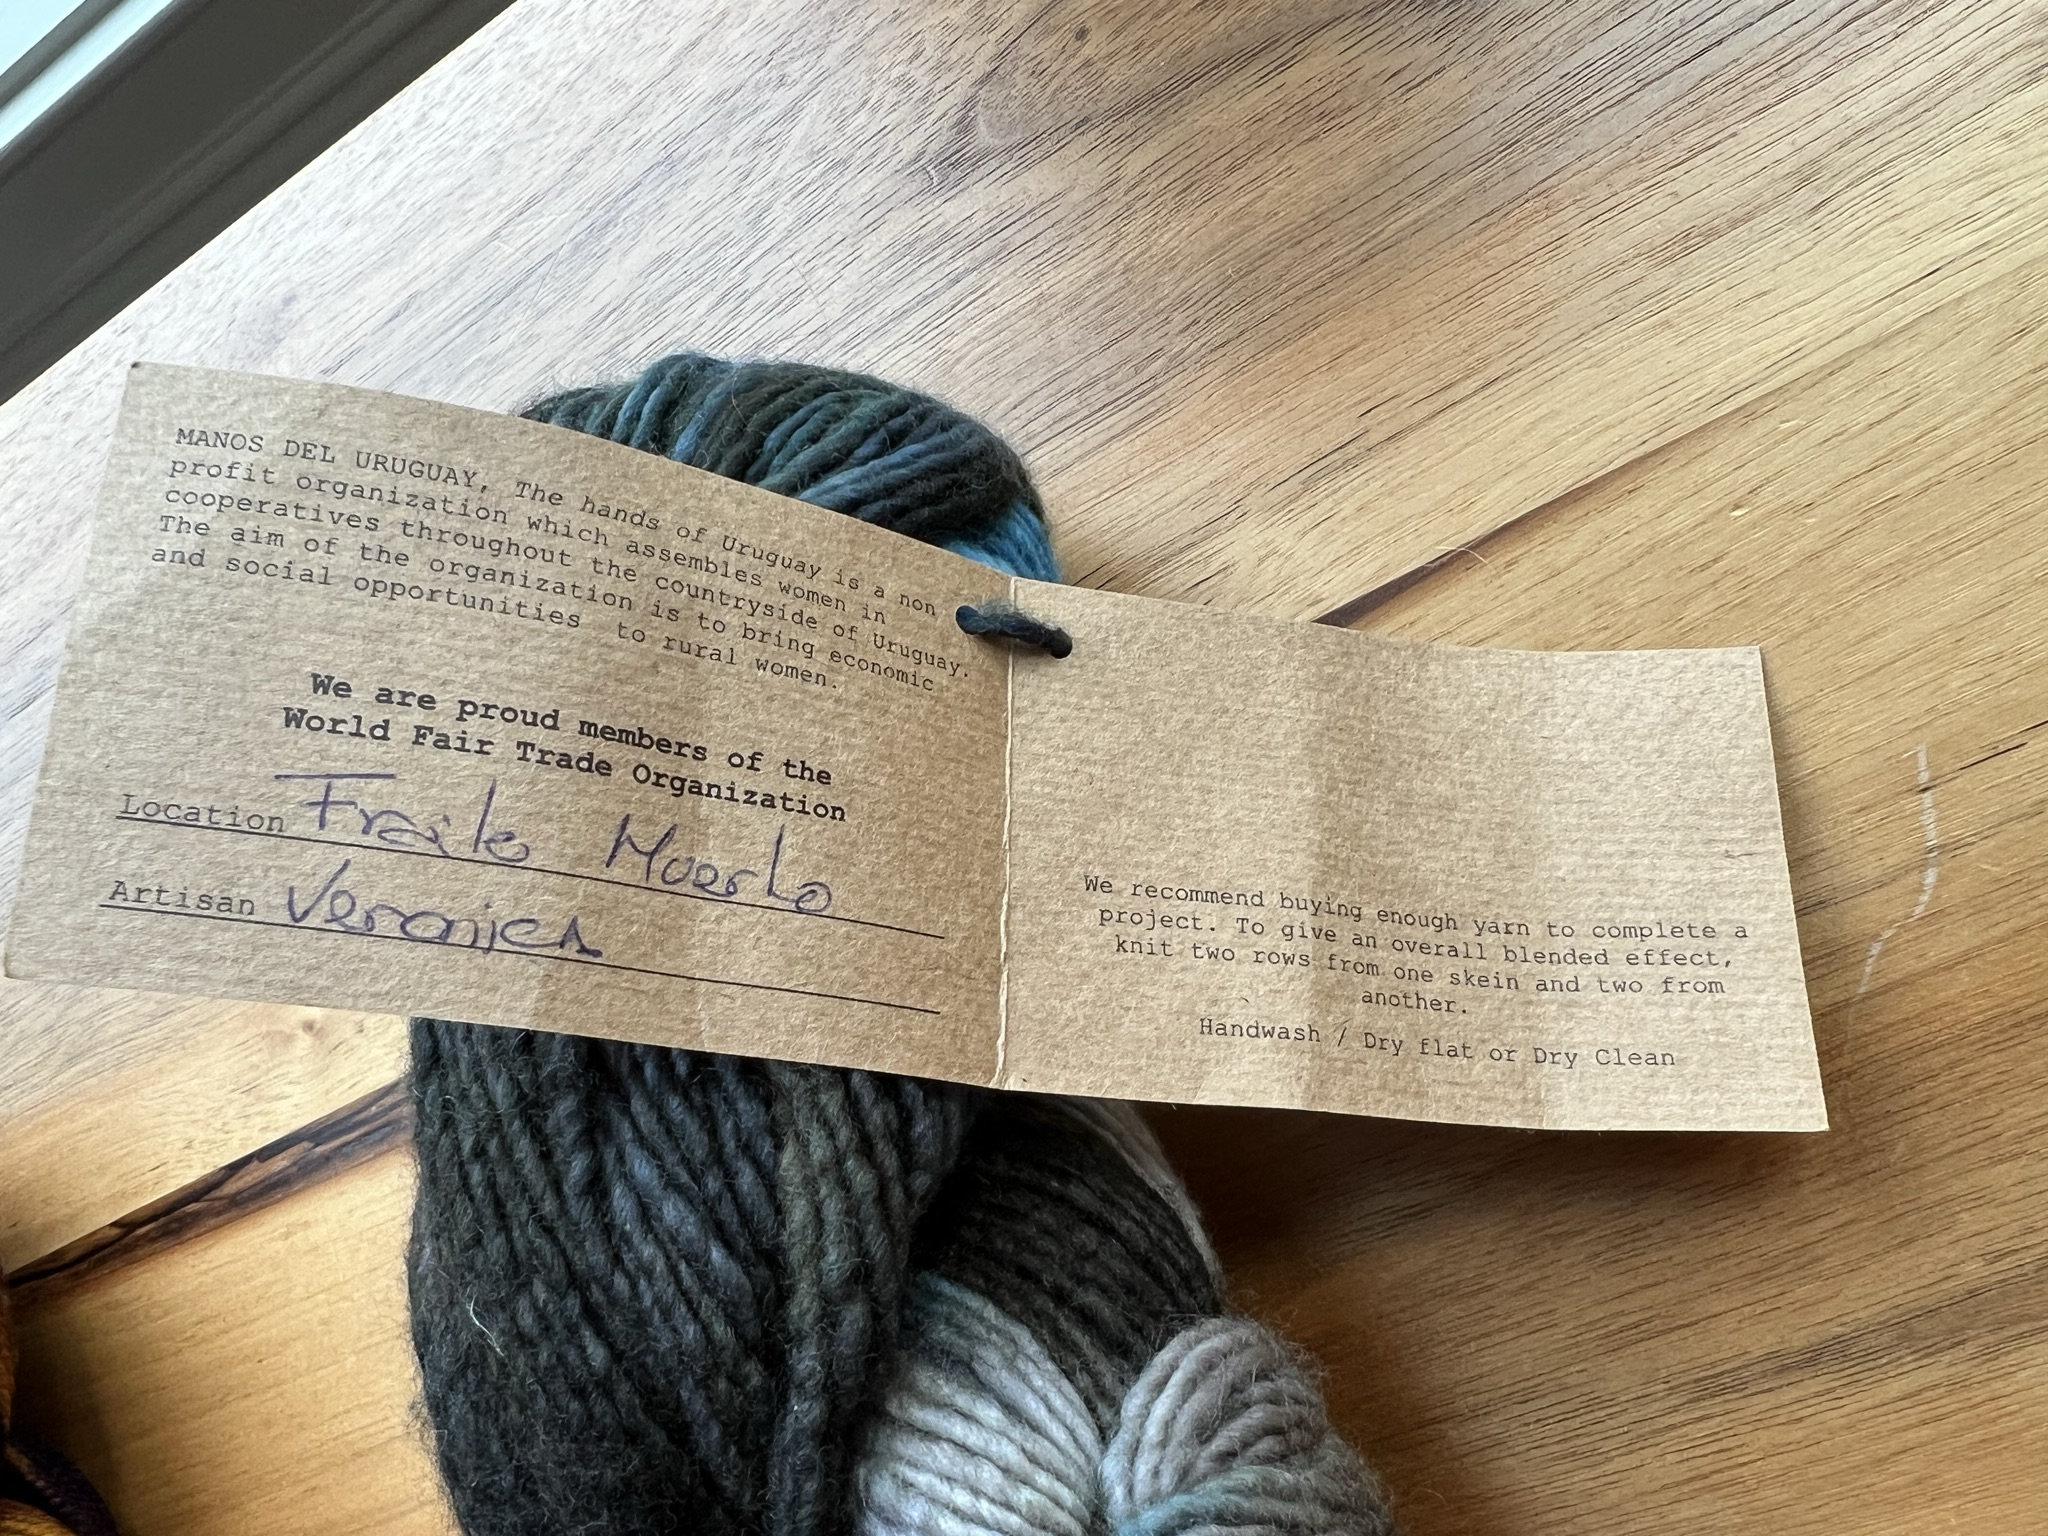 MANOS DEL URUGUAY, The hands of Uruguay is a non
profit organization which assembles women in
cooperatives throughout the countryside of Uruguay.
The aim of the organization is to bring economic
and social opportunities to rural women.
We are proud members of the
World Fair Trade Organization
Location Fraile Muerto
Artisan Veronica
We recommend buying enough yarn to complete a
project. To give an overall blended effect,
knit two rows from one skein and two from
another.
Handwash / Dry flat or Dry Clean